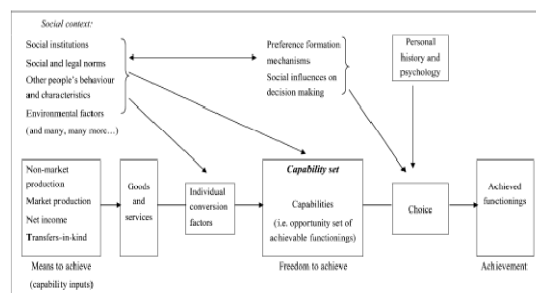 Social context:
Social institutions
Social and legal norms
Other people's behaviour
and characteristics
Environmental factors
(and many, many more…)
Preference formation
mechanisms
Social influences on
decision making
Personal
history and
psychology
Non-market
production
Market production
Net income
Transfers-in-kind
Goods
and
services
Individual
conversion
factors
Capability set
Capabilities
(i.e. opportunity set of
achievable functionings)
Choice
Achieved
functionings
Means to achieve
(capability inputs)
Freedom to achieve
Achievement